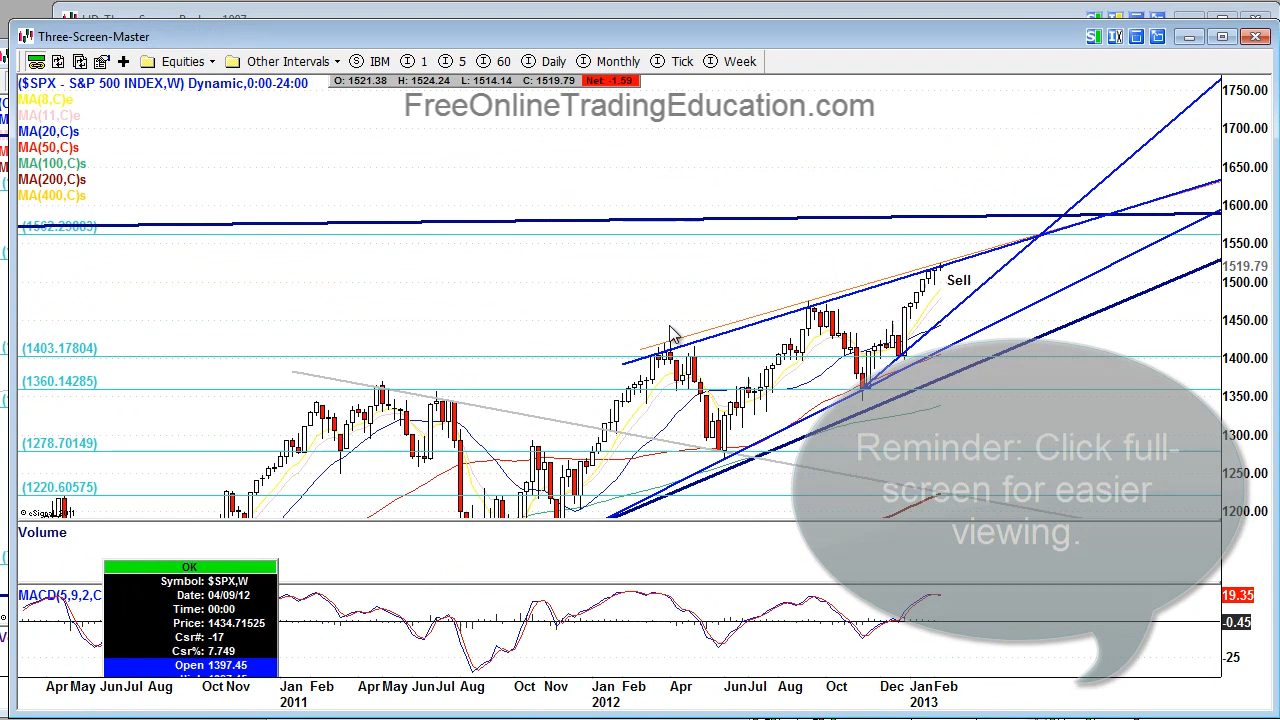 Three-Screen-Master
Equities Other Intervals S IBM I 1 I 5 I 60 I Daily I Monthly I Tick I Week
($SPX - S&P 500 INDEX,W) Dynamic,0:00-24:00 O: 1521.38 H: 1524.24 L: 1514.14 C: 1519.79 Net: -1.59
FreeOnlineTradingEducation.com
MA(8,C)e
MA(11,C)e
MA(20,C)s
MA(50,C)s
MA(100,C)s
MA(200,C)s
MA(400,C)s
1750.00
1700.00
1650.00
1600.00
1550.00
1519.79
1500.00
1450.00
1400.00
1350.00
1300.00
1250.00
1200.00
Sell
(1403.17804)
(1360.14285)
(1278.70149)
(1220.60575)
Reminder: Click full-
screen for easier
viewing.
Volume
MACD(5,9,2,C
OK
Symbol: $SPX,W
Date: 04/09/12
Time: 00:00
Price: 1434.71525
Csr#: -17
Csr%: 7.749
Open 1397.45
19.35
-0.45
-25
Apr May Jun Jul Aug Oct Nov Jan Feb Apr May Jun Jul Aug Oct Nov Jan Feb Apr Jun Jul Aug Oct Dec Jan Feb
2011 2012 2013